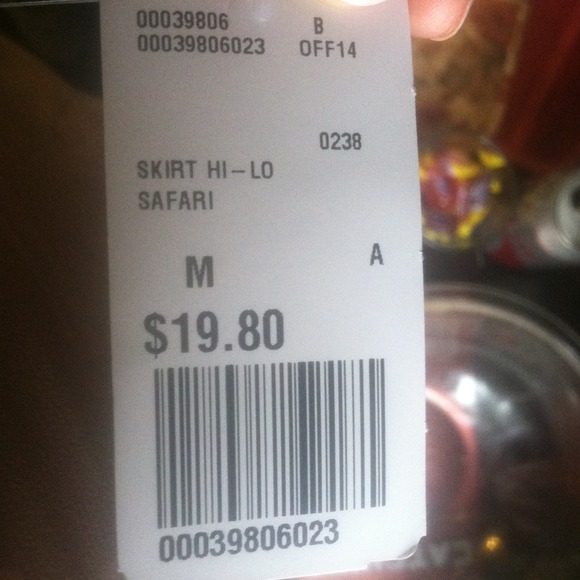 00039806 B
00039806023 OFF14
0238
SKIRT HI-LO
SAFARI
M A
$19.80
00039806023